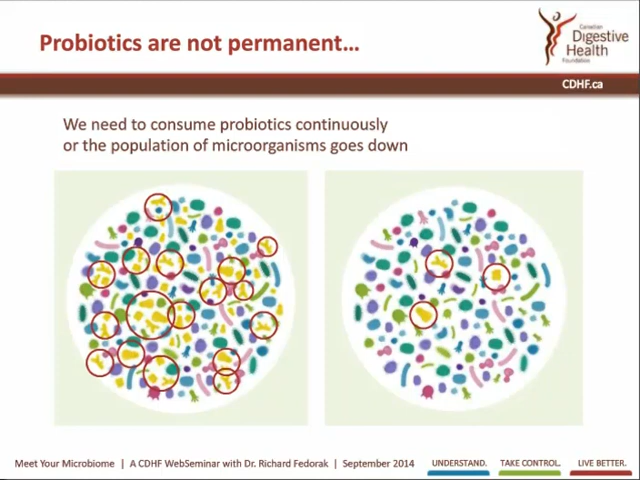 Probiotics are not permanent…
Canadian
Digestive
Health
Foundation
CDHF.ca
We need to consume probiotics continuously
or the population of microorganisms goes down
Meet Your Microbiome | A CDHF WebSeminar with Dr. Richard Fedorak | September 2014
UNDERSTAND. TAKE CONTROL. LIVE BETTER.